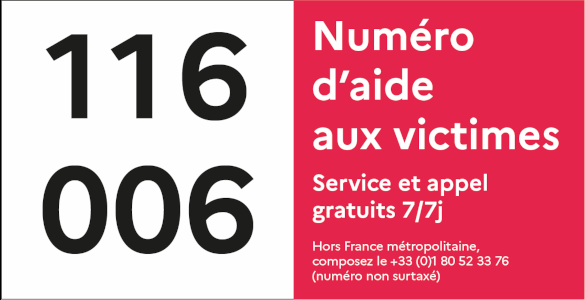 116
006
Numéro
d'aide
aux victimes
Service et appel
gratuits 7/7j
Hors France métropolitaine,
composez le +33 (0)1 80 52 33 76
(numéro non surtaxé)